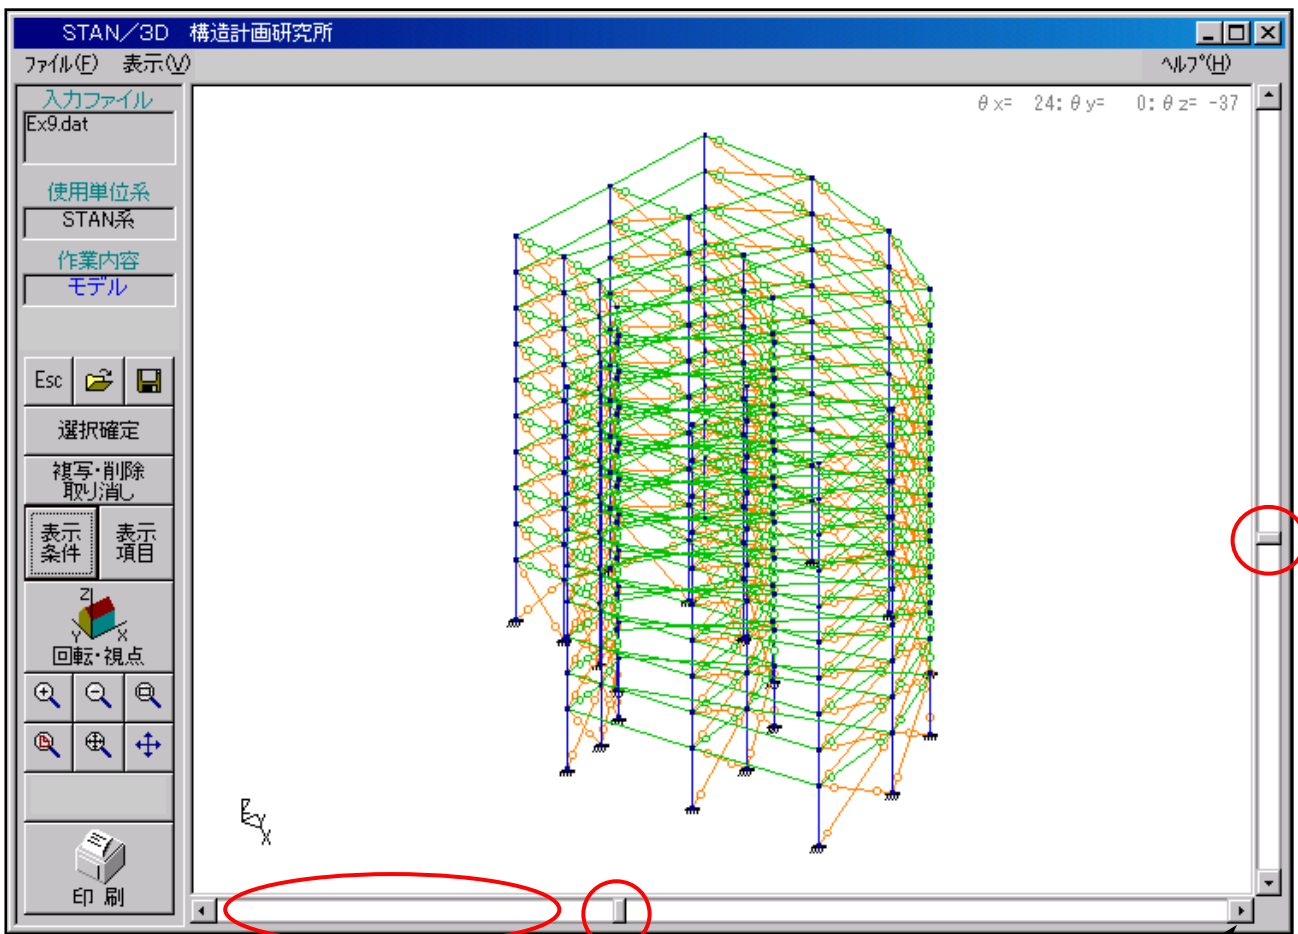 STAN/3D 構造計画研究所
ファイル(F) 表示(V) ヘルプ(H)
入力ファイル
Ex9.dat
使用単位系
STAN系
作業内容
モデル
Esc
選択確定
複写・削除
取り消し
表示
条件
表示
項目
Z
Y X
回転・視点
印 刷
θx= 24:θy= 0:θz= -37
Z
Y
X